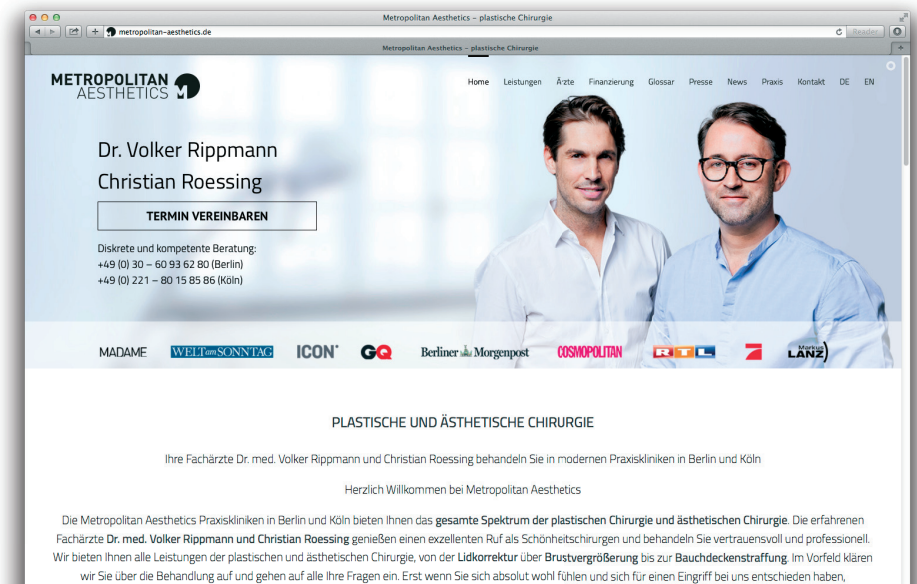 Metropolitan Aesthetics – plastische Chirurgie
metropolitan-aesthetics.de
Reader
Metropolitan Aesthetics – plastische Chirurgie
METROPOLITAN
AESTHETICS M
Home Leistungen Ärzte Finanzierung Glossar Presse News Praxis Kontakt DE EN
Dr. Volker Rippmann
Christian Roessing
TERMIN VEREINBAREN
Diskrete und kompetente Beratung:
+49 (0) 30 – 60 93 62 80 (Berlin)
+49 (0) 221 – 80 15 85 86 (Köln)
MADAME WELT am SONNTAG ICON GQ Berliner Morgenpost COSMOPOLITAN RTL 7 Markus LANZ
PLASTISCHE UND ÄSTHETISCHE CHIRURGIE
Ihre Fachärzte Dr. med. Volker Rippmann und Christian Roessing behandeln Sie in modernen Praxiskliniken in Berlin und Köln
Herzlich Willkommen bei Metropolitan Aesthetics
Die Metropolitan Aesthetics Praxiskliniken in Berlin und Köln bieten Ihnen das gesamte Spektrum der plastischen Chirurgie und ästhetischen Chirurgie. Die erfahrenen
Fachärzte Dr. med. Volker Rippmann und Christian Roessing genießen einen exzellenten Ruf als Schönheitschirurgen und behandeln Sie vertrauensvoll und professionell.
Wir bieten Ihnen alle Leistungen der plastischen und ästhetischen Chirurgie, von der Lidkorrektur über Brustvergrößerung bis zur Bauchdeckenstraffung. Im Vorfeld klären
wir Sie über die Behandlung auf und gehen auf alle Ihre Fragen ein. Erst wenn Sie sich absolut wohl fühlen und sich für einen Eingriff bei uns entschieden haben,